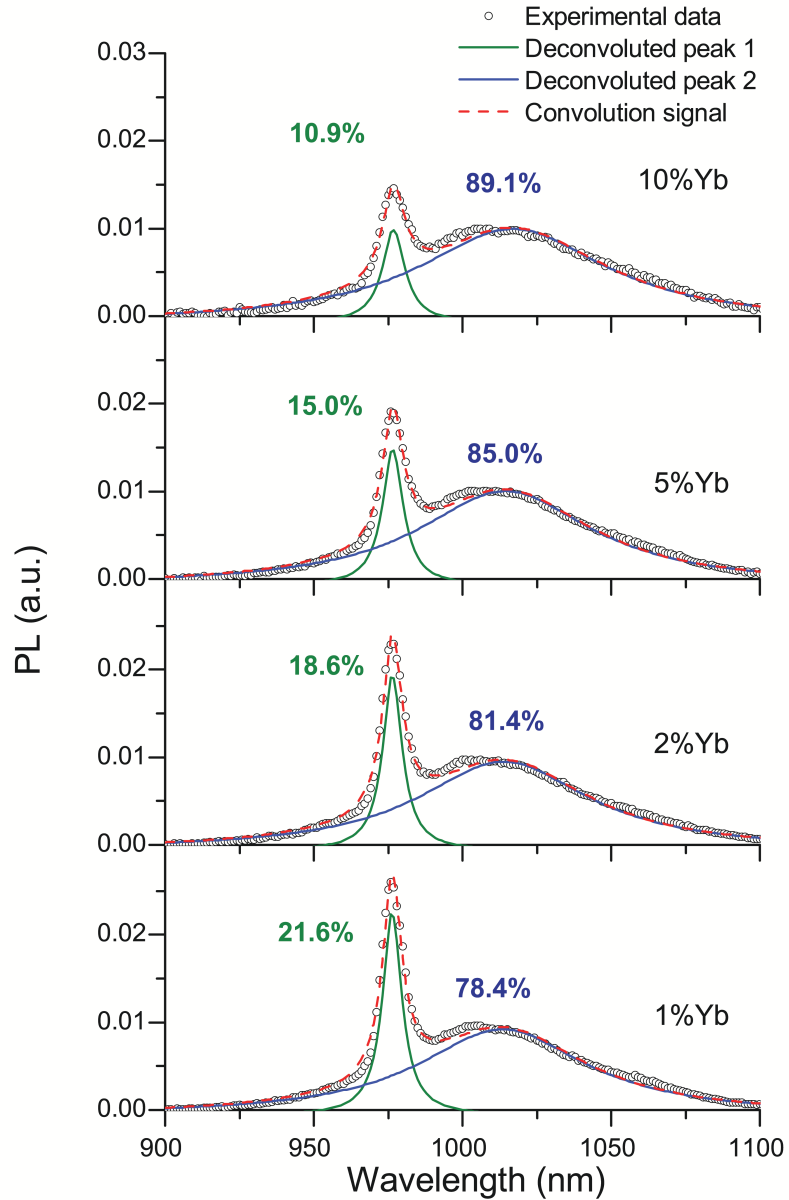 Experimental data
Deconvoluted peak 1
Deconvoluted peak 2
Convolution signal
0.03
0.02
0.01
0.00
10.9%
89.1%
10%Yb
0.02
0.01
0.00
15.0%
85.0%
5%Yb
0.02
0.01
0.00
18.6%
81.4%
2%Yb
0.02
0.01
0.00
21.6%
78.4%
1%Yb
PL (a.u.)
900 950 1000 1050 1100
Wavelength (nm)